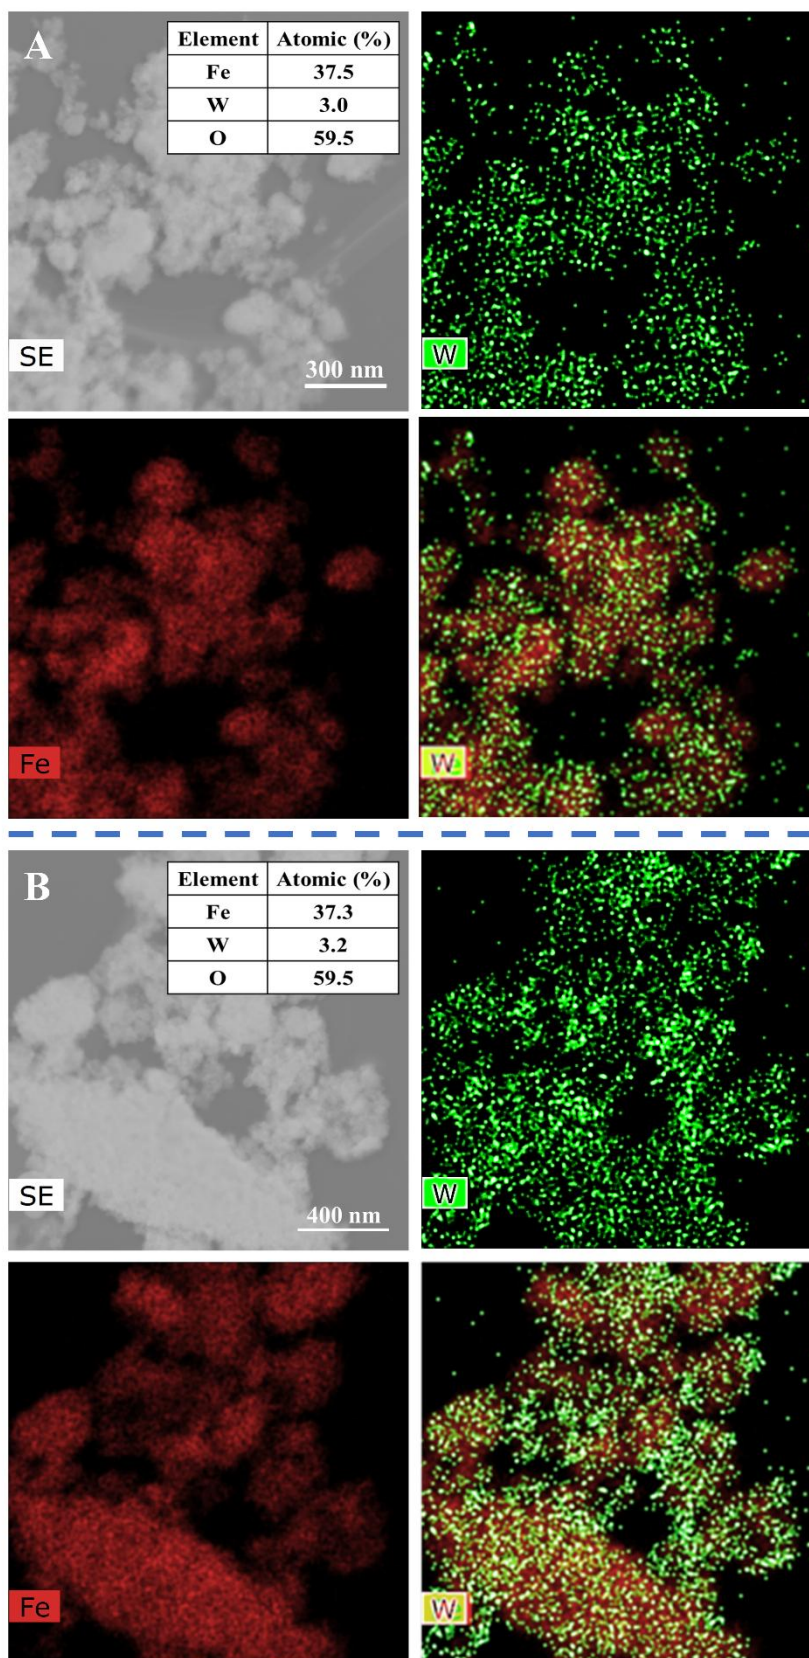 A
Element Atomic (%)
Fe 37.5
W 3.0
O 59.5
SE
300 nm
W
Fe
W
B
Element Atomic (%)
Fe 37.3
W 3.2
O 59.5
SE
400 nm
W
Fe
W